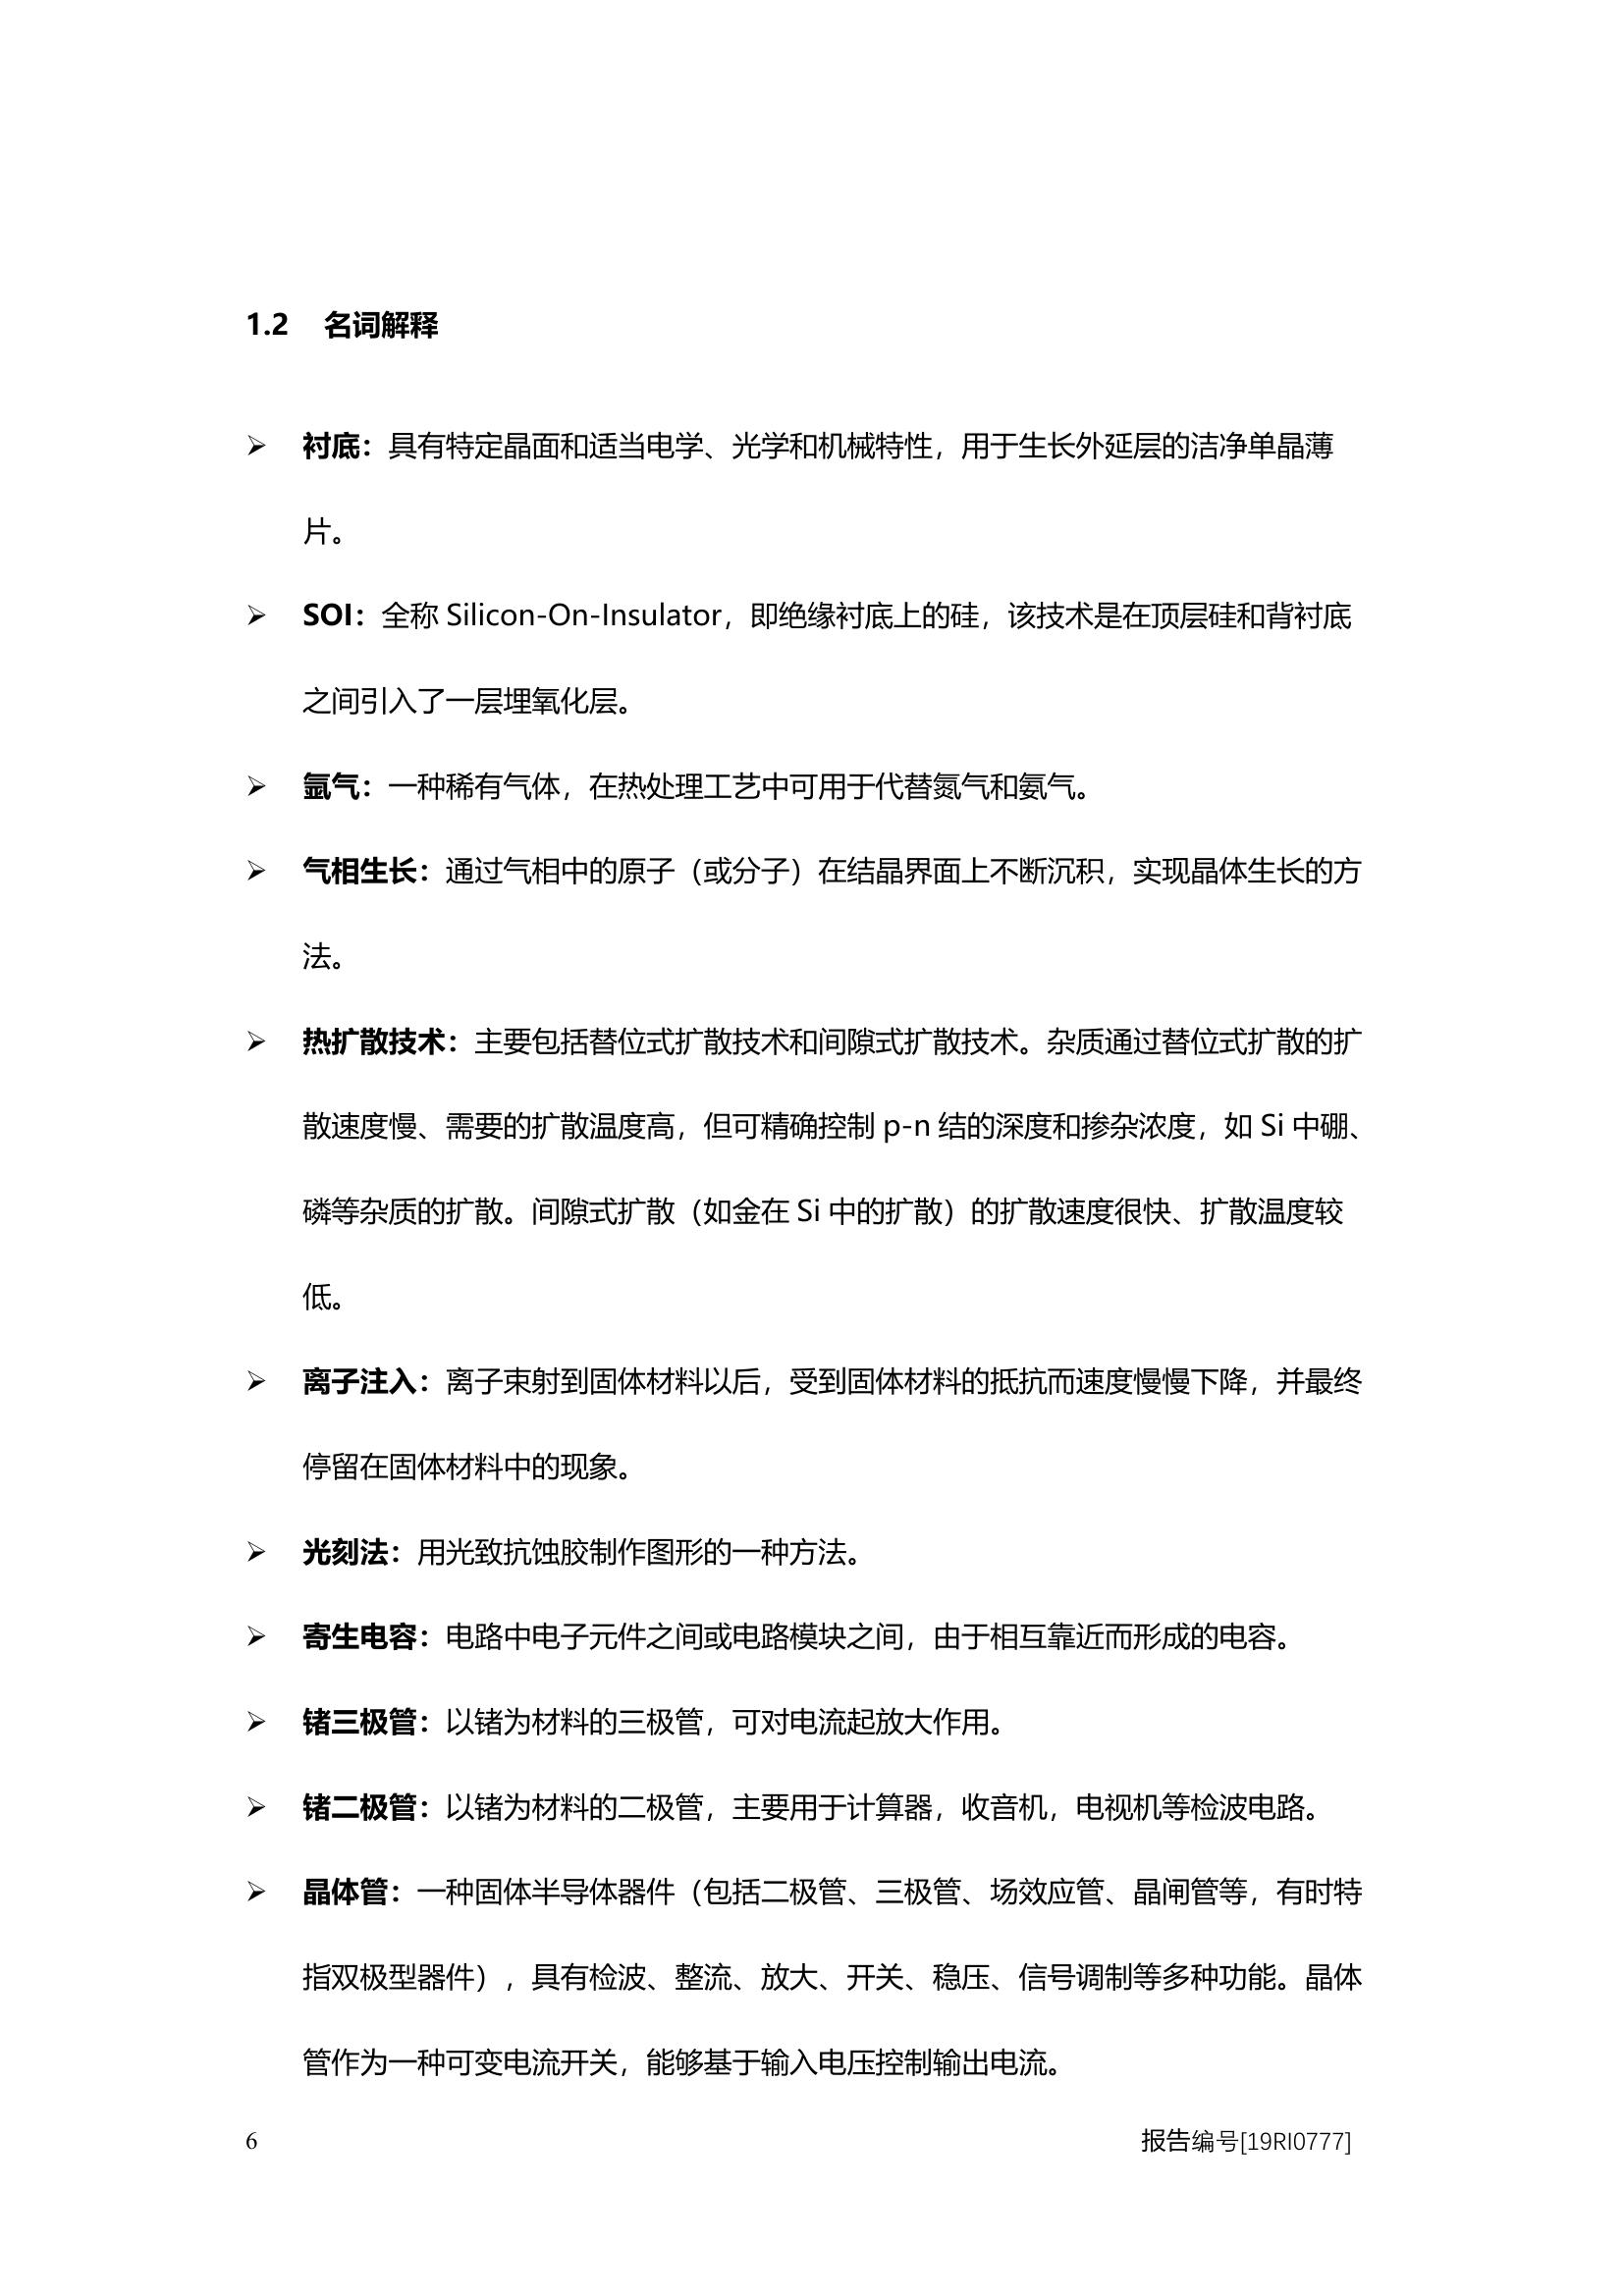 1.2 名词解释
➢ 衬底：具有特定晶面和适当电学、光学和机械特性，用于生长外延层的洁净单晶薄
片。
➢ SOI：全称 Silicon-On-Insulator，即绝缘衬底上的硅，该技术是在顶层硅和背衬底
之间引入了一层埋氧化层。
➢ 氩气：一种稀有气体，在热处理工艺中可用于代替氮气和氨气。
➢ 气相生长：通过气相中的原子（或分子）在结晶界面上不断沉积，实现晶体生长的方
法。
➢ 热扩散技术：主要包括替位式扩散技术和间隙式扩散技术。杂质通过替位式扩散的扩
散速度慢、需要的扩散温度高，但可精确控制 p-n 结的深度和掺杂浓度，如 Si 中硼、
磷等杂质的扩散。间隙式扩散（如金在 Si 中的扩散）的扩散速度很快、扩散温度较
低。
➢ 离子注入：离子束射到固体材料以后，受到固体材料的抵抗而速度慢慢下降，并最终
停留在固体材料中的现象。
➢ 光刻法：用光致抗蚀胶制作图形的一种方法。
➢ 寄生电容：电路中电子元件之间或电路模块之间，由于相互靠近而形成的电容。
➢ 锗三极管：以锗为材料的三极管，可对电流起放大作用。
➢ 锗二极管：以锗为材料的二极管，主要用于计算器，收音机，电视机等检波电路。
➢ 晶体管：一种固体半导体器件（包括二极管、三极管、场效应管、晶闸管等，有时特
指双极型器件），具有检波、整流、放大、开关、稳压、信号调制等多种功能。晶体
管作为一种可变电流开关，能够基于输入电压控制输出电流。
6 报告编号[19RI0777]